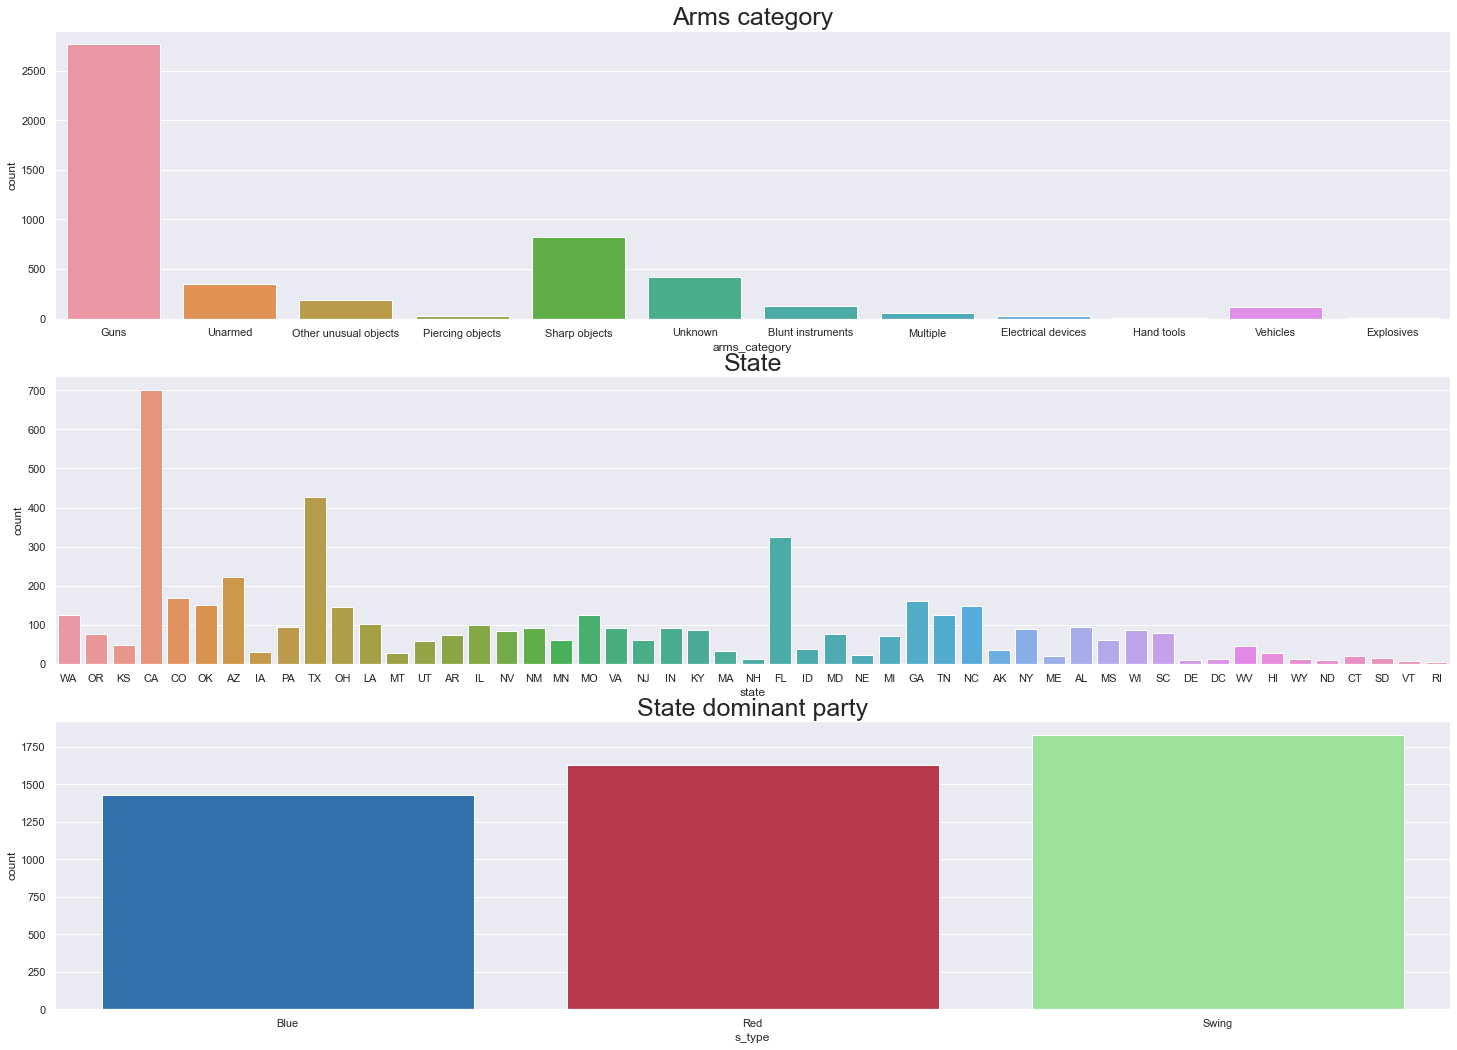 Arms category
2500
2000
1500
1000
500
0
count
Guns Unarmed Other unusual objects Piercing objects Sharp objects Unknown Blunt instruments Multiple Electrical devices Hand tools Vehicles Explosives
arms_category
State
700
600
500
400
300
200
100
0
count
WA OR KS CA CO OK AZ IA PA TX OH LA MT UT AR IL NV NM MN MO VA NJ IN KY MA NH FL ID MD NE MI GA TN NC AK NY ME AL MS WI SC DE DC WV HI WY ND CT SD VT RI
state
State dominant party
1750
1500
1250
1000
750
500
250
0
count
Blue Red Swing
s_type